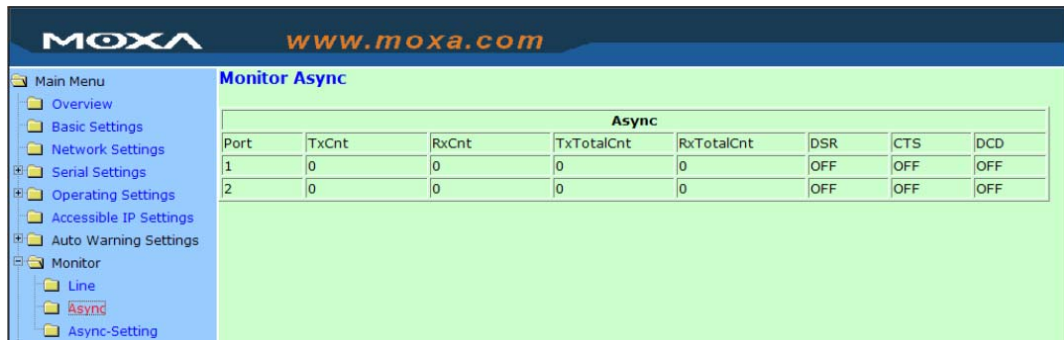 MOXA www.moxa.com
Main Menu
Overview
Basic Settings
Network Settings
Serial Settings
Operating Settings
Accessible IP Settings
Auto Warning Settings
Monitor
Line
Async
Async-Setting
Monitor Async
Async
Port TxCnt RxCnt TxTotalCnt RxTotalCnt DSR CTS DCD
1 0 0 0 0 OFF OFF OFF
2 0 0 0 0 OFF OFF OFF